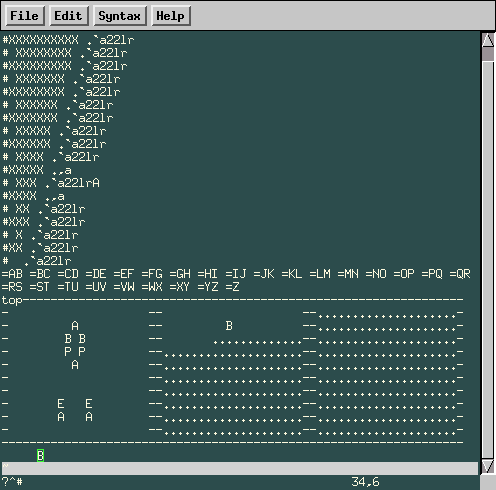 File Edit Syntax Help
#XXXXXXXXXX .`a22lr
# XXXXXXXX .`a22lr
#XXXXXXXXX .`a22lr
# XXXXXXX .`a22lr
#XXXXXXXX .`a22lr
# XXXXXX .`a22lr
#XXXXXXX .`a22lr
# XXXXX .`a22lr
#XXXXXX .`a22lr
# XXXX .`a22lr
#XXXXX .,a
# XXX .`a22lrA
#XXXX .,a
# XX .`a22lr
#XXX .`a22lr
# X .`a22lr
#XX .`a22lr
#  .`a22lr
=AB =BC =CD =DE =EF =FG =GH =HI =IJ =JK =KL =LM =MN =NO =OP =PQ =QR
=RS =ST =TU =UV =VW =WX =XY =YZ =Z
top---------------------------------------------------------------
-                    --                    --....................-
-         A          --         B          --....................-
-        B B         --       .............--....................-
-        P P         --....................--....................-
-         A          --....................--....................-
-                    --....................--....................-
-                    --....................--....................-
-       E   E        --....................--....................-
-       A   A        --....................--....................-
------------------------------------------------------------------
     B
~
?^# 34,6